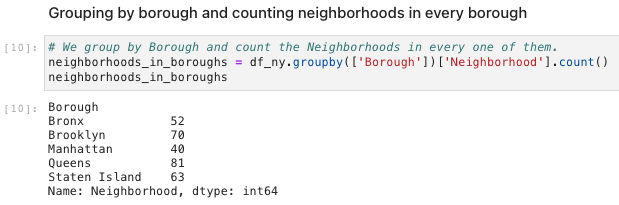 Grouping by borough and counting neighborhoods in every borough
[10]: # We group by Borough and count the Neighborhoods in every one of them.
neighborhoods_in_boroughs = df_ny.groupby(['Borough'])['Neighborhood'].count()
neighborhoods_in_boroughs
[10]: Borough
Bronx            52
Brooklyn         70
Manhattan        40
Queens           81
Staten Island    63
Name: Neighborhood, dtype: int64